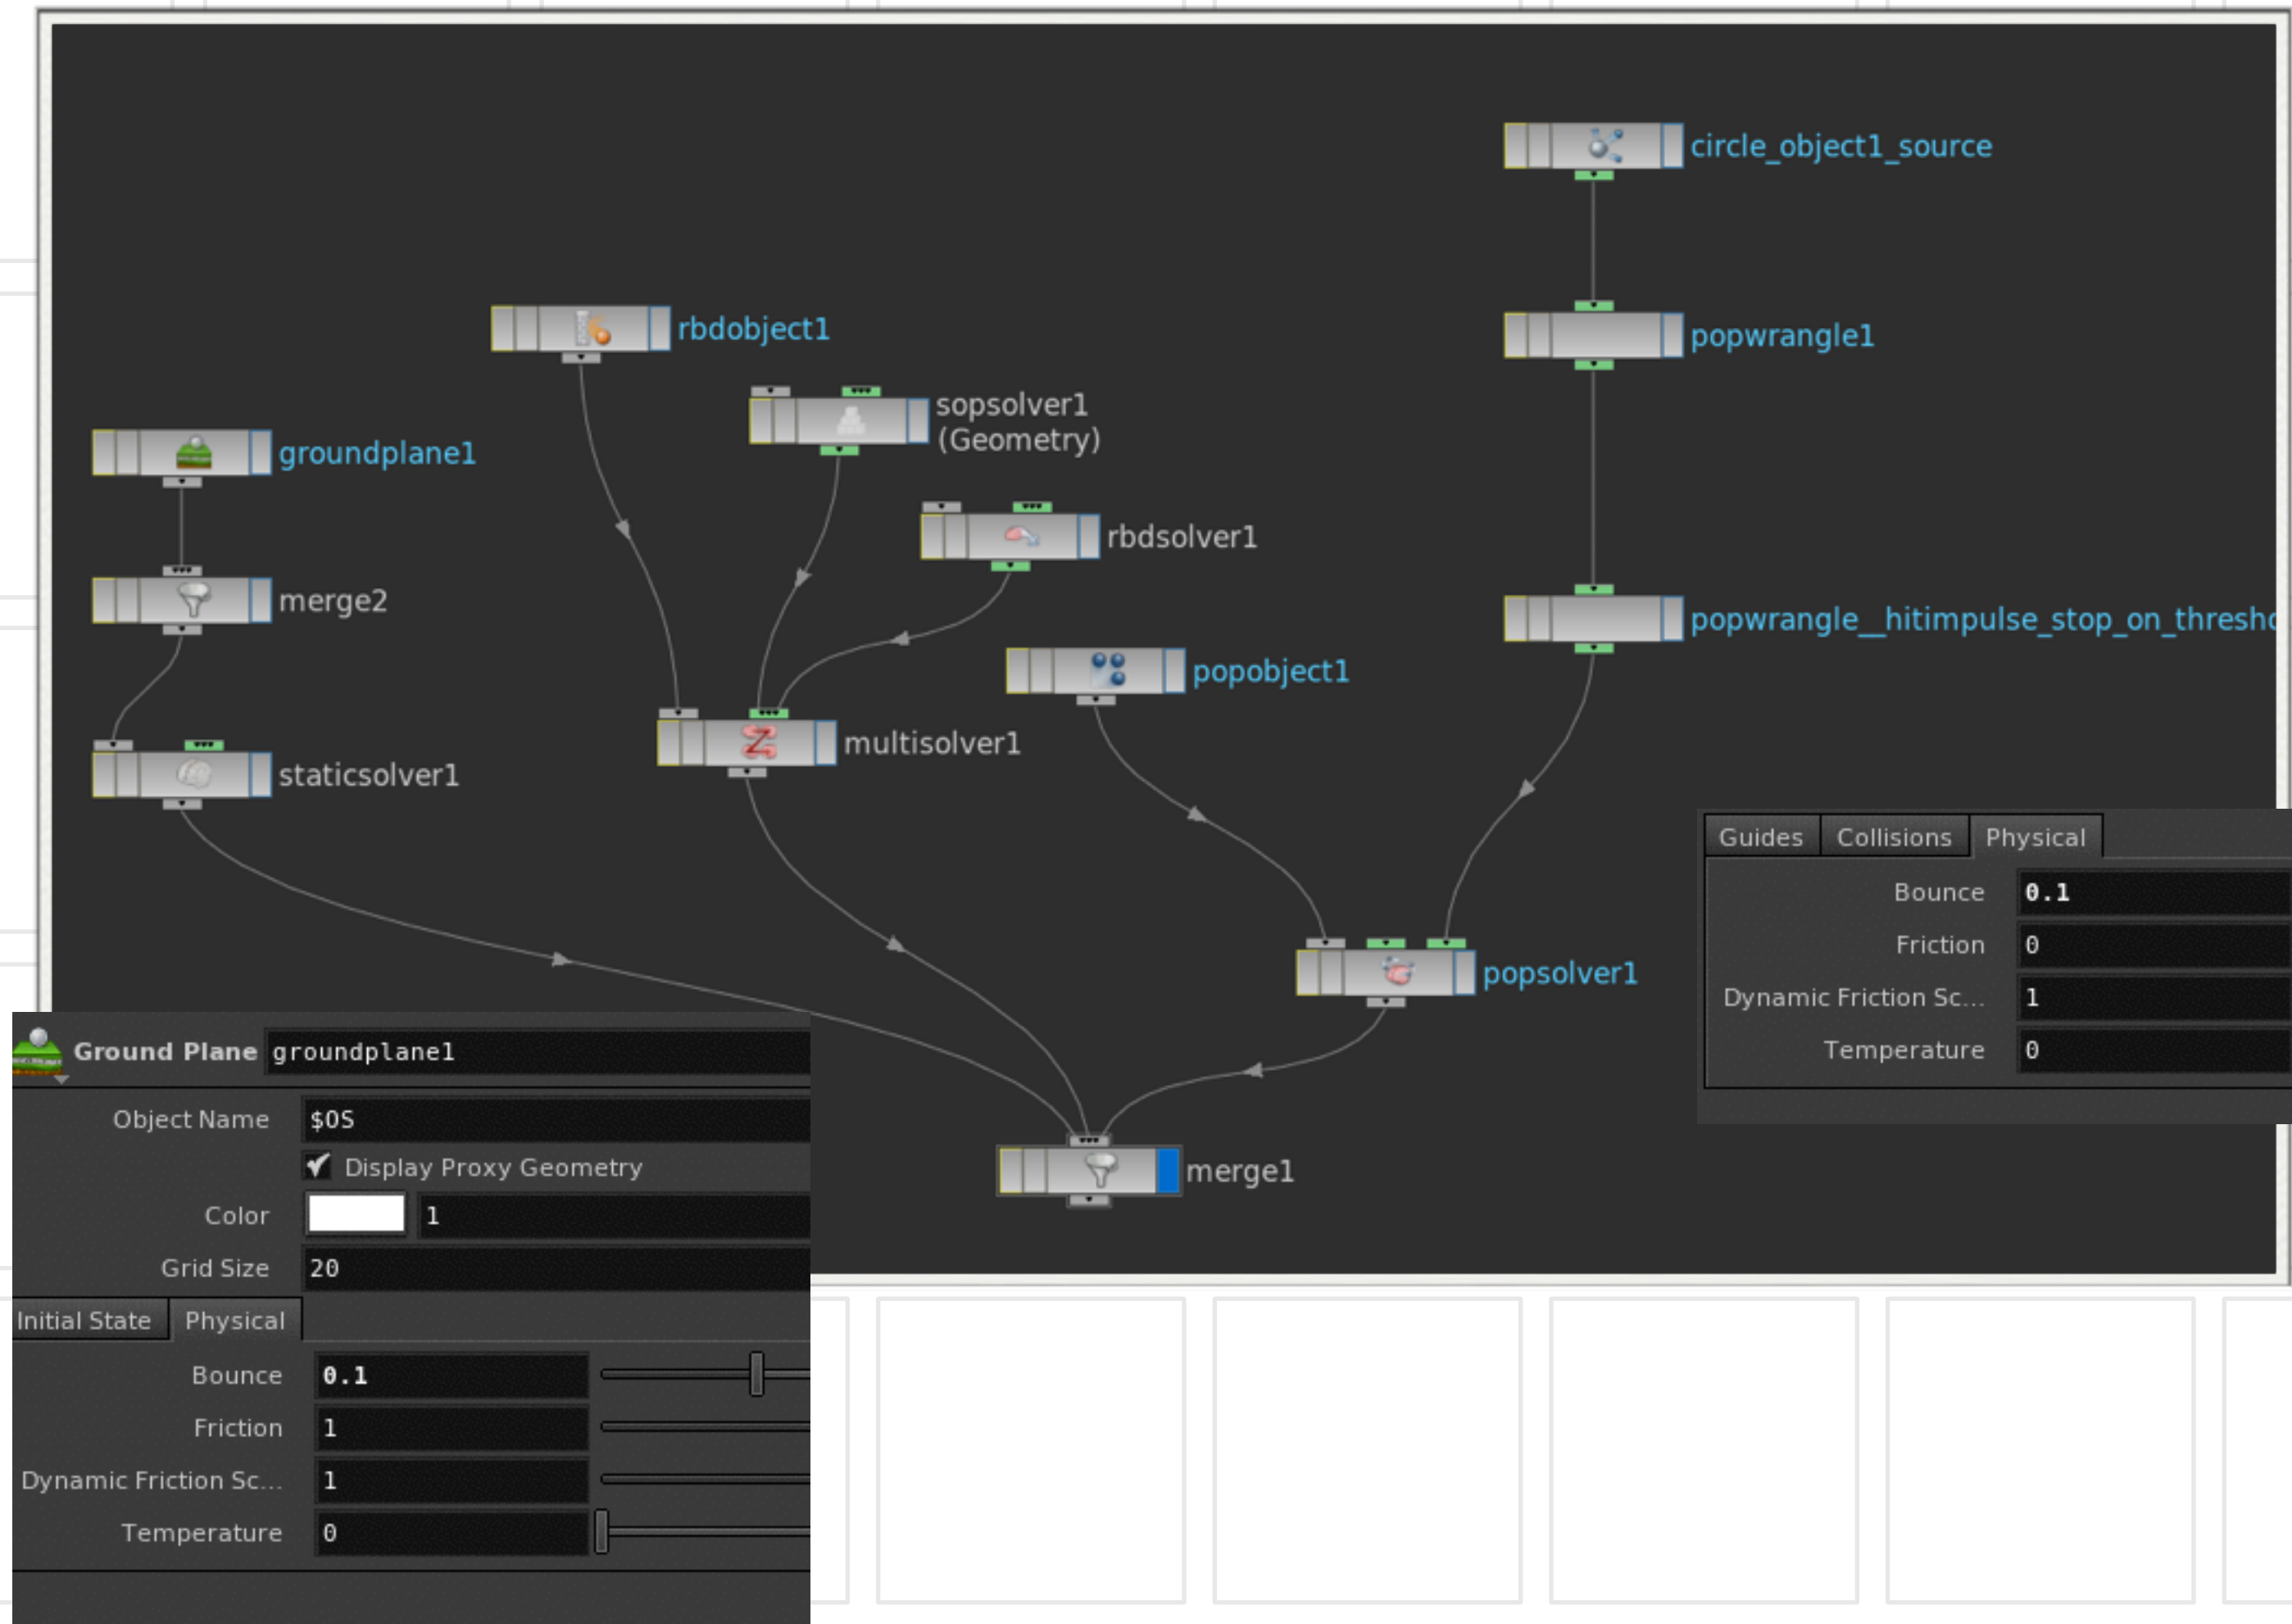 circle_object1_source
rbdobject1
popwrangle1
sopsolver1
(Geometry)
groundplane1
rbdsolver1
merge2
popwrangle__hitimpulse_stop_on_thresho
popobject1
multisolver1
staticsolver1
popsolver1
merge1
Guides Collisions Physical
Bounce 0.1
Friction 0
Dynamic Friction Sc... 1
Temperature 0
Ground Plane groundplane1
Object Name $OS
Display Proxy Geometry
Color 1
Grid Size 20
Initial State Physical
Bounce 0.1
Friction 1
Dynamic Friction Sc... 1
Temperature 0